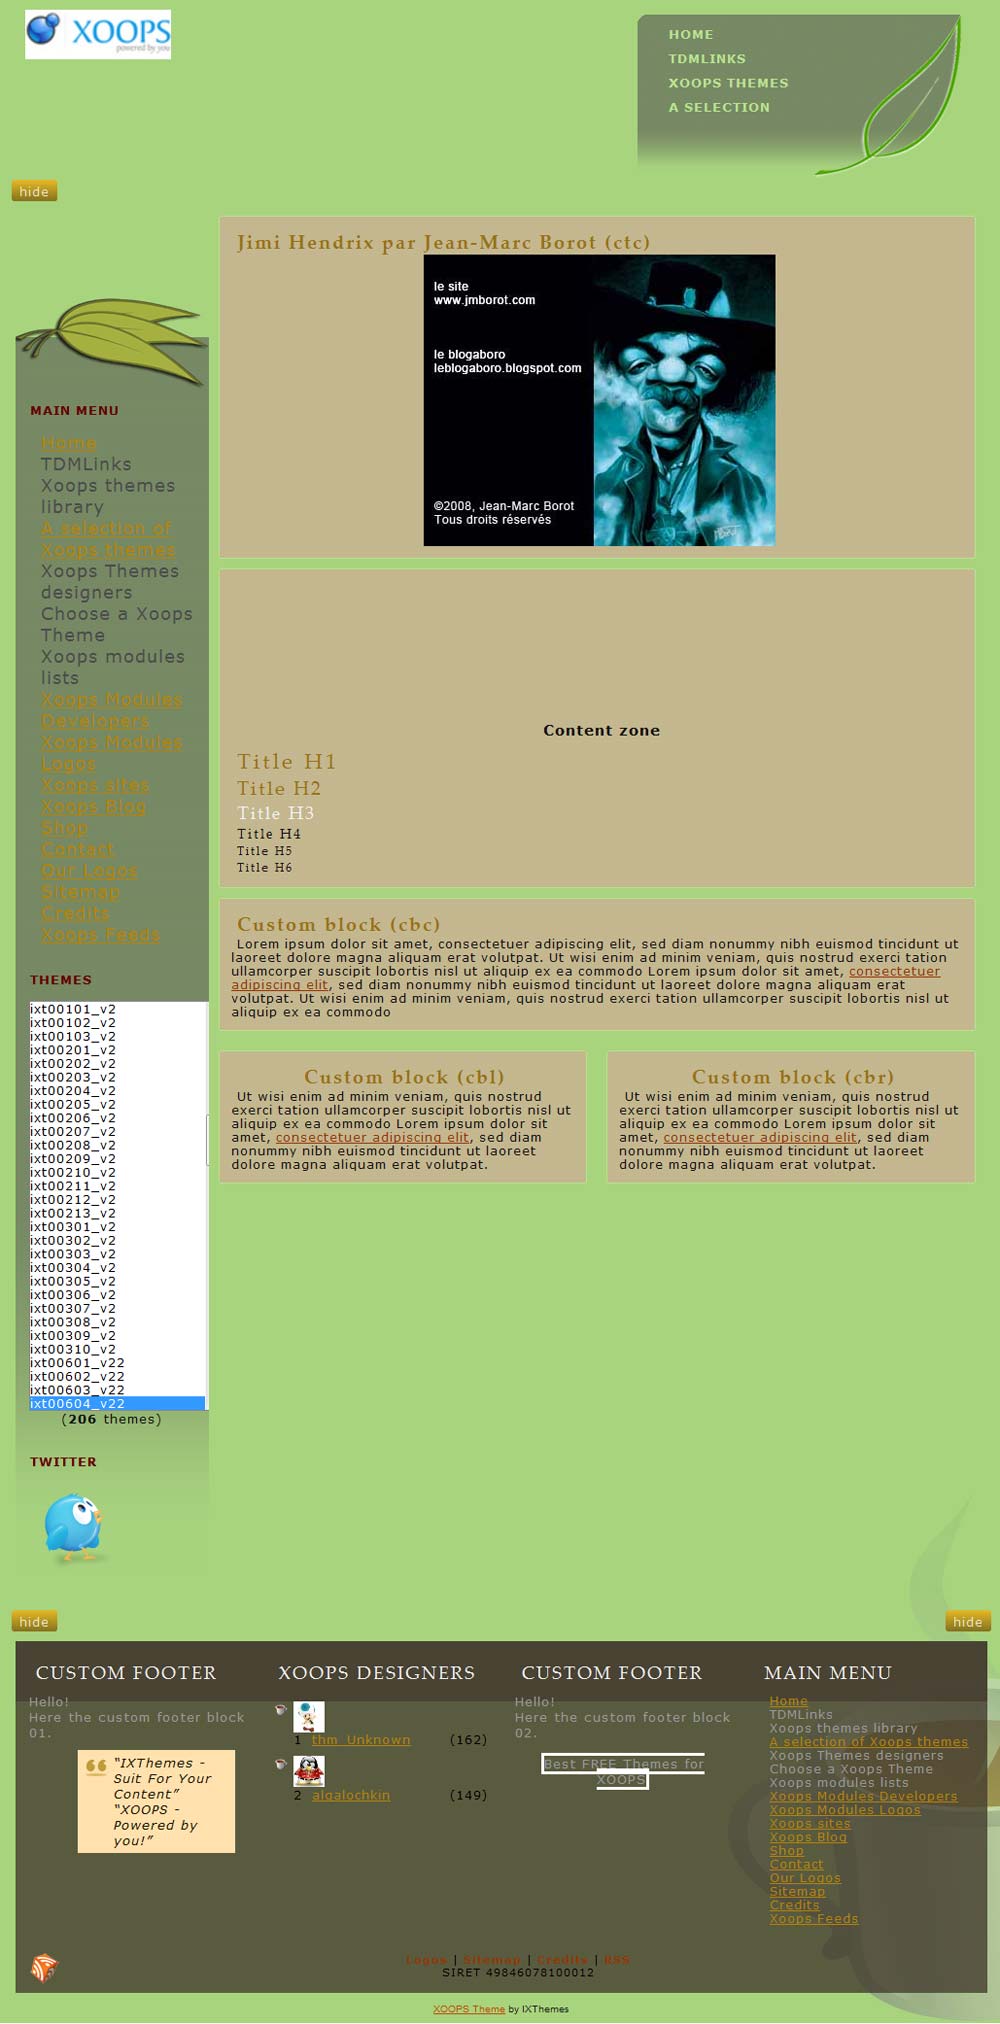 XOOPS
powered by you
HOME
TDMLINKS
XOOPS THEMES
A SELECTION
hide
Jimi Hendrix par Jean-Marc Borot (ctc)
le site
www.jmborot.com
le blogaboro
leblogaboro.blogspot.com
©2008, Jean-Marc Borot
Tous droits réservés
MAIN MENU
Home
TDMLinks
Xoops themes
library
A selection of
Xoops themes
Xoops Themes
designers
Choose a Xoops
Theme
Xoops modules
lists
Xoops Modules
Developers
Xoops Modules
Logos
Xoops sites
Xoops Blog
Shop
Contact
Our Logos
Sitemap
Credits
Xoops Feeds
THEMES
ixt00101_v2
ixt00102_v2
ixt00103_v2
ixt00201_v2
ixt00202_v2
ixt00203_v2
ixt00204_v2
ixt00205_v2
ixt00206_v2
ixt00207_v2
ixt00208_v2
ixt00209_v2
ixt00210_v2
ixt00211_v2
ixt00212_v2
ixt00213_v2
ixt00301_v2
ixt00302_v2
ixt00303_v2
ixt00304_v2
ixt00305_v2
ixt00306_v2
ixt00307_v2
ixt00308_v2
ixt00309_v2
ixt00310_v2
ixt00601_v22
ixt00602_v22
ixt00603_v22
ixt00604_v22
(206 themes)
TWITTER
Content zone
Title H1
Title H2
Title H3
Title H4
Title H5
Title H6
Custom block (cbc)
Lorem ipsum dolor sit amet, consectetuer adipiscing elit, sed diam nonummy nibh euismod tincidunt ut
laoreet dolore magna aliquam erat volutpat. Ut wisi enim ad minim veniam, quis nostrud exerci tation
ullamcorper suscipit lobortis nisl ut aliquip ex ea commodo Lorem ipsum dolor sit amet, consectetuer
adipiscing elit, sed diam nonummy nibh euismod tincidunt ut laoreet dolore magna aliquam erat
volutpat. Ut wisi enim ad minim veniam, quis nostrud exerci tation ullamcorper suscipit lobortis nisl ut
aliquip ex ea commodo
Custom block (cbl)
Ut wisi enim ad minim veniam, quis nostrud
exerci tation ullamcorper suscipit lobortis nisl ut
aliquip ex ea commodo Lorem ipsum dolor sit
amet, consectetuer adipiscing elit, sed diam
nonummy nibh euismod tincidunt ut laoreet
dolore magna aliquam erat volutpat.
Custom block (cbr)
Ut wisi enim ad minim veniam, quis nostrud
exerci tation ullamcorper suscipit lobortis nisl ut
aliquip ex ea commodo Lorem ipsum dolor sit
amet, consectetuer adipiscing elit, sed diam
nonummy nibh euismod tincidunt ut laoreet
dolore magna aliquam erat volutpat.
hide
hide
CUSTOM FOOTER
Hello!
Here the custom footer block
01.
“IXThemes -
Suit For Your
Content”
“XOOPS -
Powered by
you!”
XOOPS DESIGNERS
1 thm_Unknown (162)
2 algalochkin (149)
CUSTOM FOOTER
Hello!
Here the custom footer block
02.
Best FREE Themes for
XOOPS
MAIN MENU
Home
TDMLinks
Xoops themes library
A selection of Xoops themes
Xoops Themes designers
Choose a Xoops Theme
Xoops modules lists
Xoops Modules Developers
Xoops Modules Logos
Xoops sites
Xoops Blog
Shop
Contact
Our Logos
Sitemap
Credits
Xoops Feeds
Logos | Sitemap | Credits | RSS
SIRET 49846078100012
XOOPS Theme by IXThemes